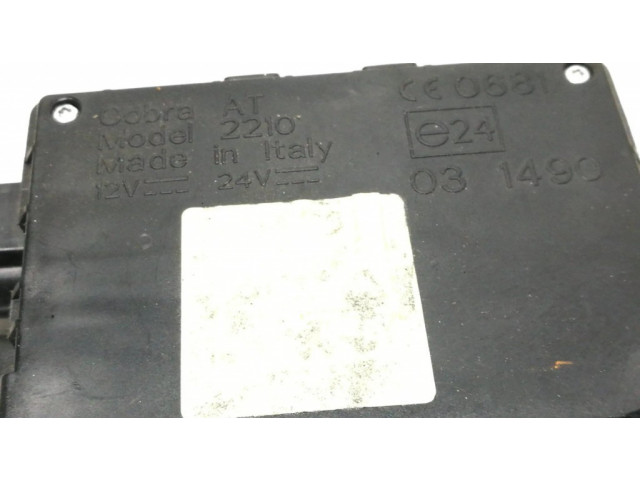 Cobra AT
Model 2210
Made in Italy
12V 24V
CE 0681
e24
03 1490